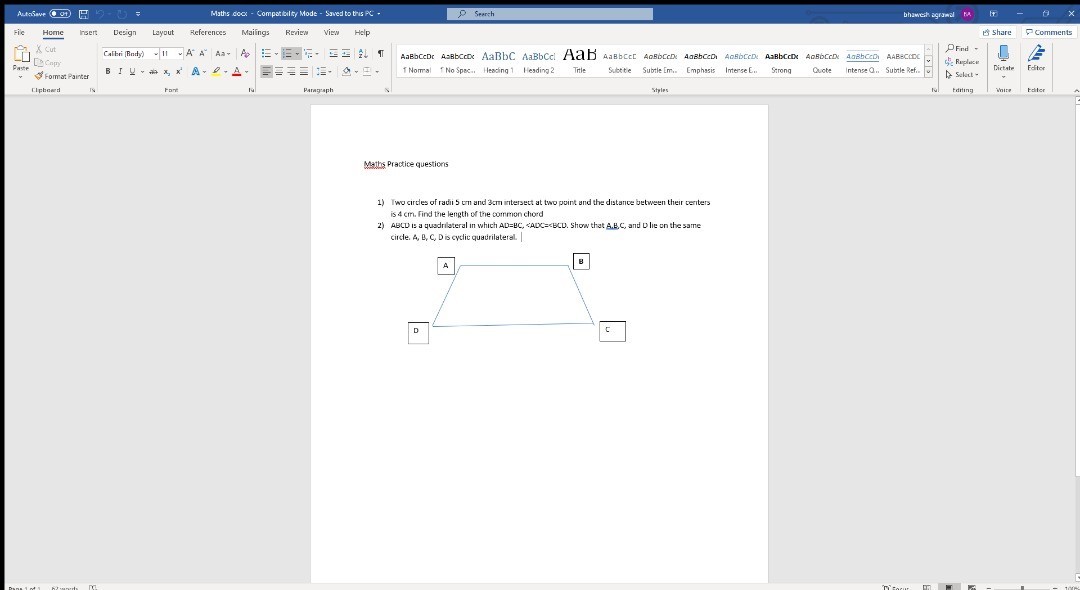 AutoSave Off Maths .docx - Compatibility Mode - Saved to this PC Search bhawesh agrawal BA
File Home Insert Design Layout References Mailings Review View Help Share Comments
Paste Cut Copy Format Painter
Calibri (Body) 11
AaBbCcDc AaBbCcDc AaBbC AaBbCcl AaB AaBbCcC AaBbCcDc AaBbCcDc AaBbCcDc AaBbCcDc AaBbCcDc AaBbCcDc AABBCCDC
¶ Normal ¶ No Spac... Heading 1 Heading 2 Title Subtitle Subtle Em... Emphasis Intense E... Strong Quote Intense Q... Subtle Ref...
Find Replace Select Dictate Editor
Clipboard Font Paragraph Styles Editing Voice Editor
Maths Practice questions
1) Two circles of radii 5 cm and 3cm intersect at two point and the distance between their centers
is 4 cm. Find the length of the common chord
2) ABCD is a quadrilateral in which AD=BC, <ADC=<BCD. Show that A,B,C, and D lie on the same
circle. A, B, C, D is cyclic quadrilateral.
A B
D C
Page 1 of 1 67 words Focus 100%